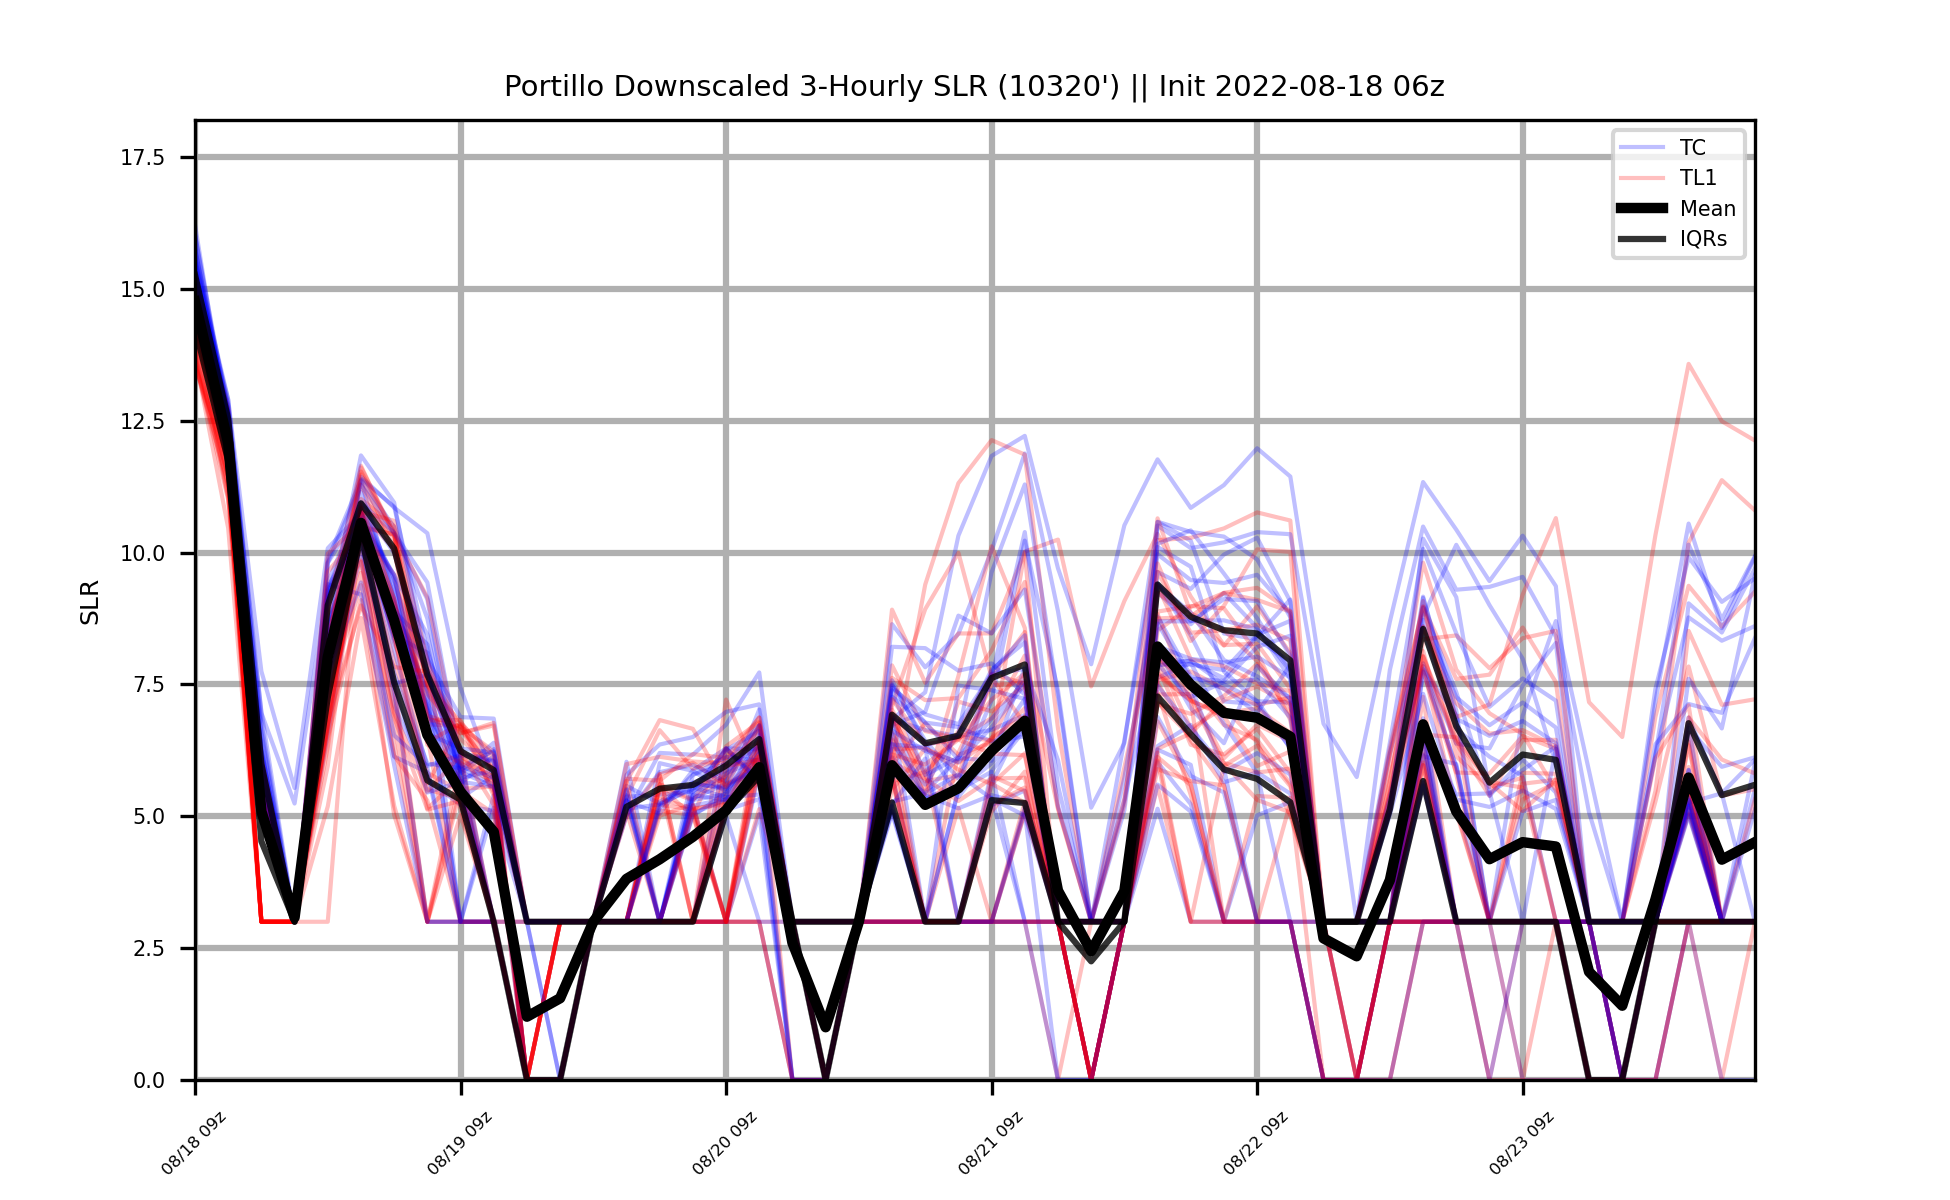 Portillo Downscaled 3-Hourly SLR (10320') || Init 2022-08-18 06z
TC
TL1
Mean
IQRs
SLR
17.5
15.0
12.5
10.0
7.5
5.0
2.5
0.0
08/18 09z
08/19 09z
08/20 09z
08/21 09z
08/22 09z
08/23 09z